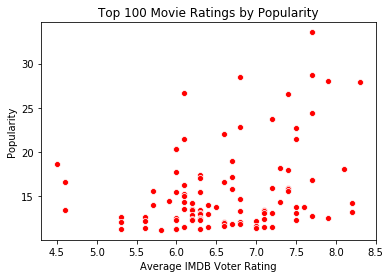 Top 100 Movie Ratings by Popularity
30
25
20
15
Popularity
4.5 5.0 5.5 6.0 6.5 7.0 7.5 8.0 8.5
Average IMDB Voter Rating